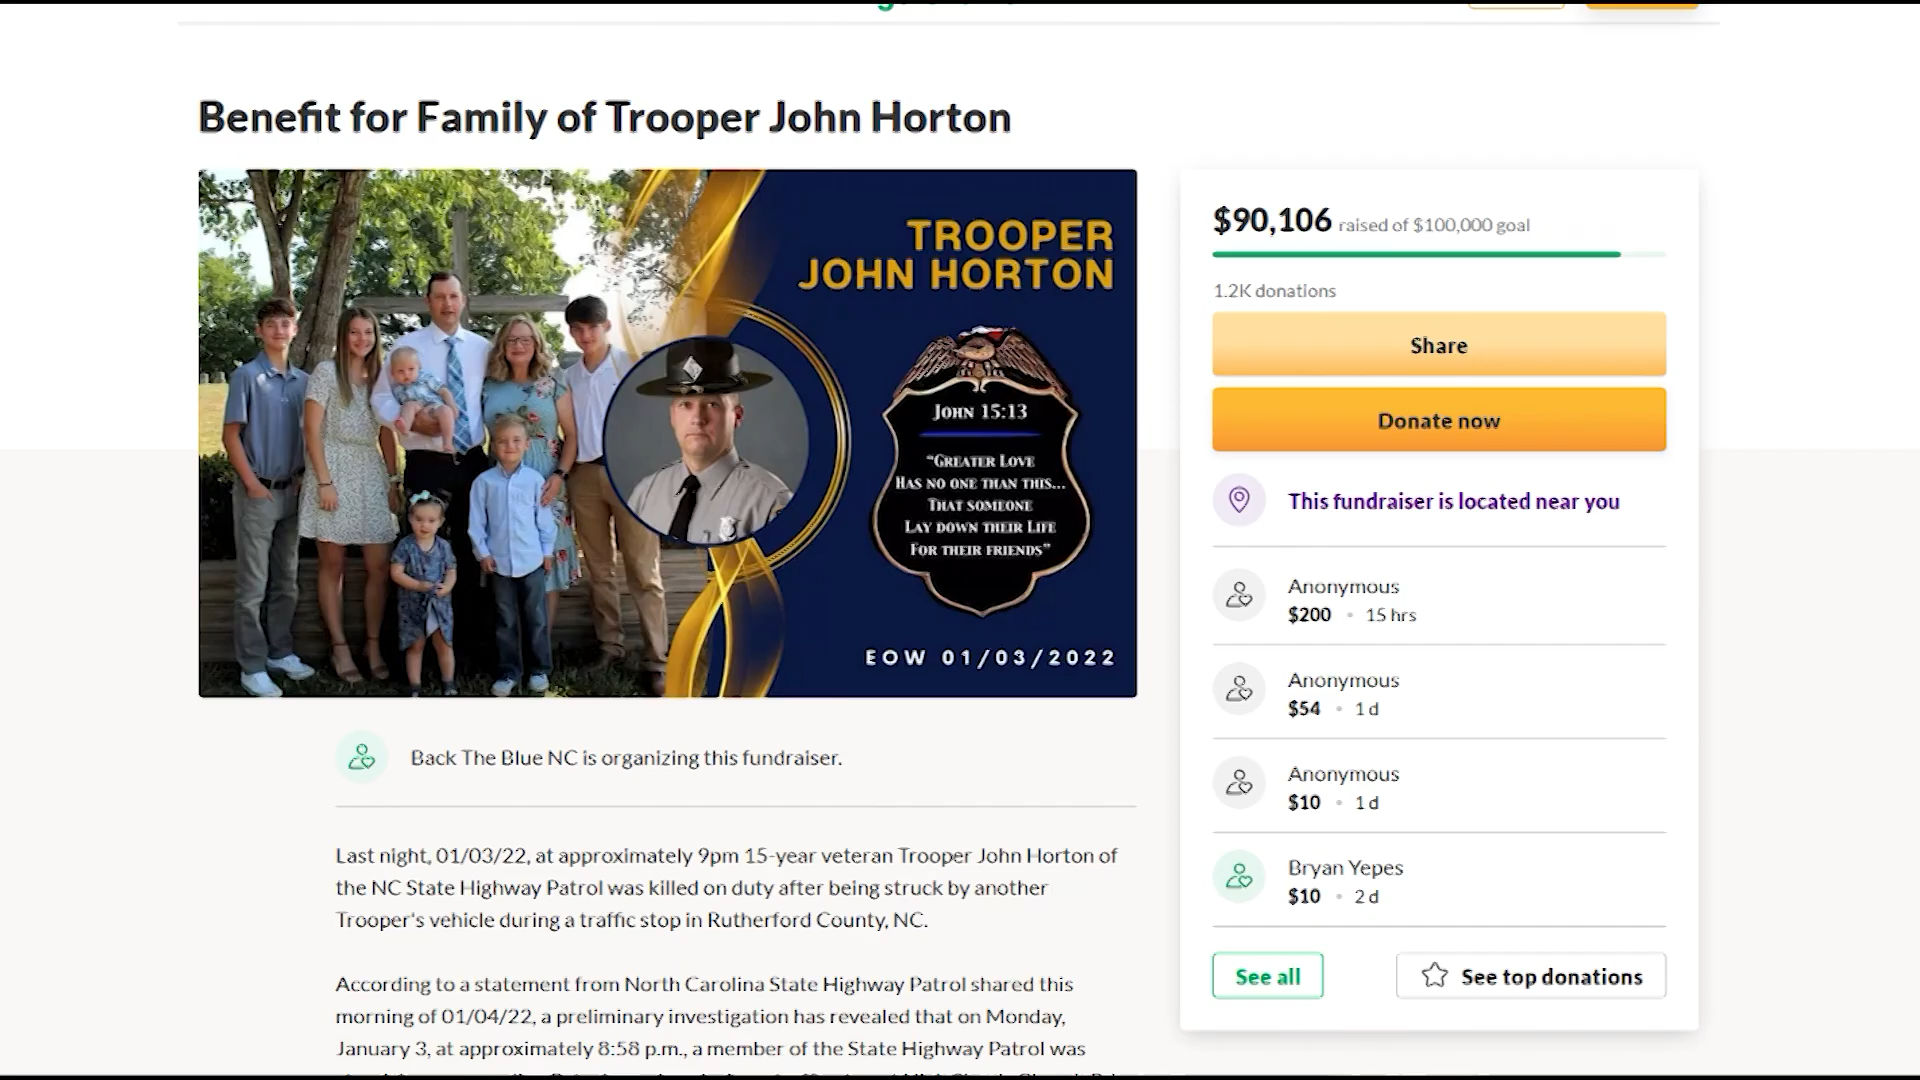 Benefit for Family of Trooper John Horton
TROOPER
JOHN HORTON
JOHN 15:13
"GREATER LOVE
HAS NO ONE THAN THIS...
THAT SOMEONE
LAY DOWN THEIR LIFE
FOR THEIR FRIENDS"
EOW 01/03/2022
Back The Blue NC is organizing this fundraiser.
Last night, 01/03/22, at approximately 9pm 15-year veteran Trooper John Horton of
the NC State Highway Patrol was killed on duty after being struck by another
Trooper's vehicle during a traffic stop in Rutherford County, NC.
According to a statement from North Carolina State Highway Patrol shared this
morning of 01/04/22, a preliminary investigation has revealed that on Monday,
January 3, at approximately 8:58 p.m., a member of the State Highway Patrol was
$90,106 raised of $100,000 goal
1.2K donations
Share
Donate now
This fundraiser is located near you
Anonymous
$200 • 15 hrs
Anonymous
$54 • 1 d
Anonymous
$10 • 1 d
Bryan Yepes
$10 • 2 d
See all
See top donations